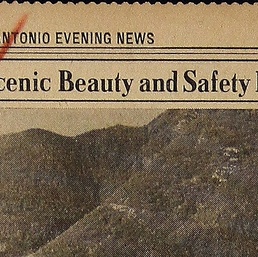 ANTONIO EVENING NEWS
cenic Beauty and Safety